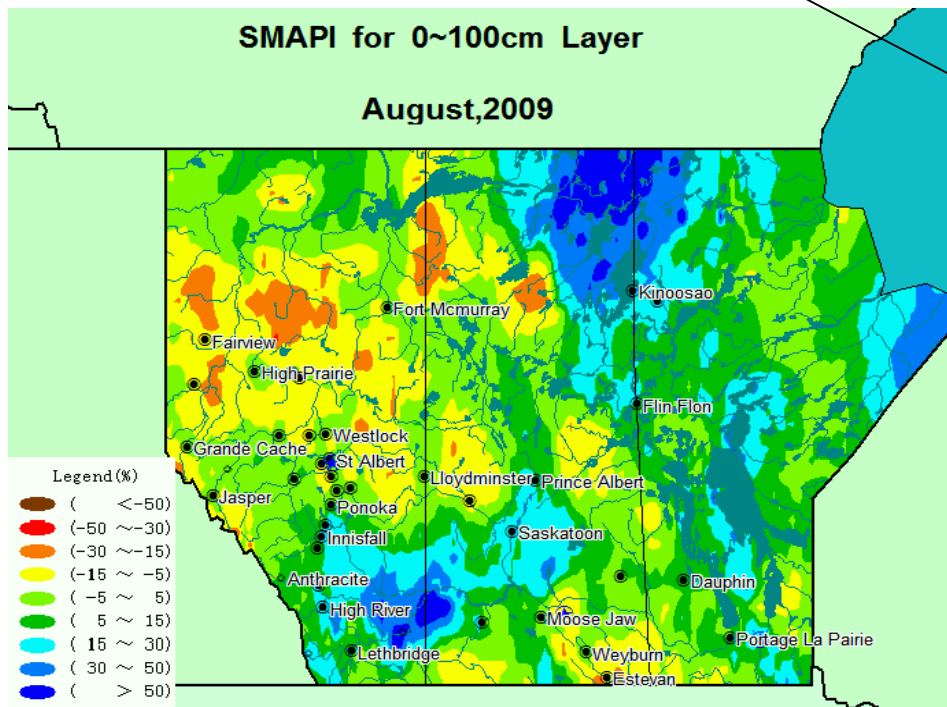 SMAPI for 0~100cm Layer
August,2009
Kinoosao
Fort Mcmurray
Fairview
High Prairie
Flin Flon
Westlock
Grande Cache
St Albert
Lloydminster
Prince Albert
Jasper
Ponoka
Saskatoon
Innisfall
Anthracite
Dauphin
High River
Moose Jaw
Portage La Pairie
Lethbridge
Weyburn
Estevan
Legend(%)
( <-50)
(-50 ~-30)
(-30 ~-15)
(-15 ~ -5)
( -5 ~ 5)
( 5 ~ 15)
( 15 ~ 30)
( 30 ~ 50)
( > 50)